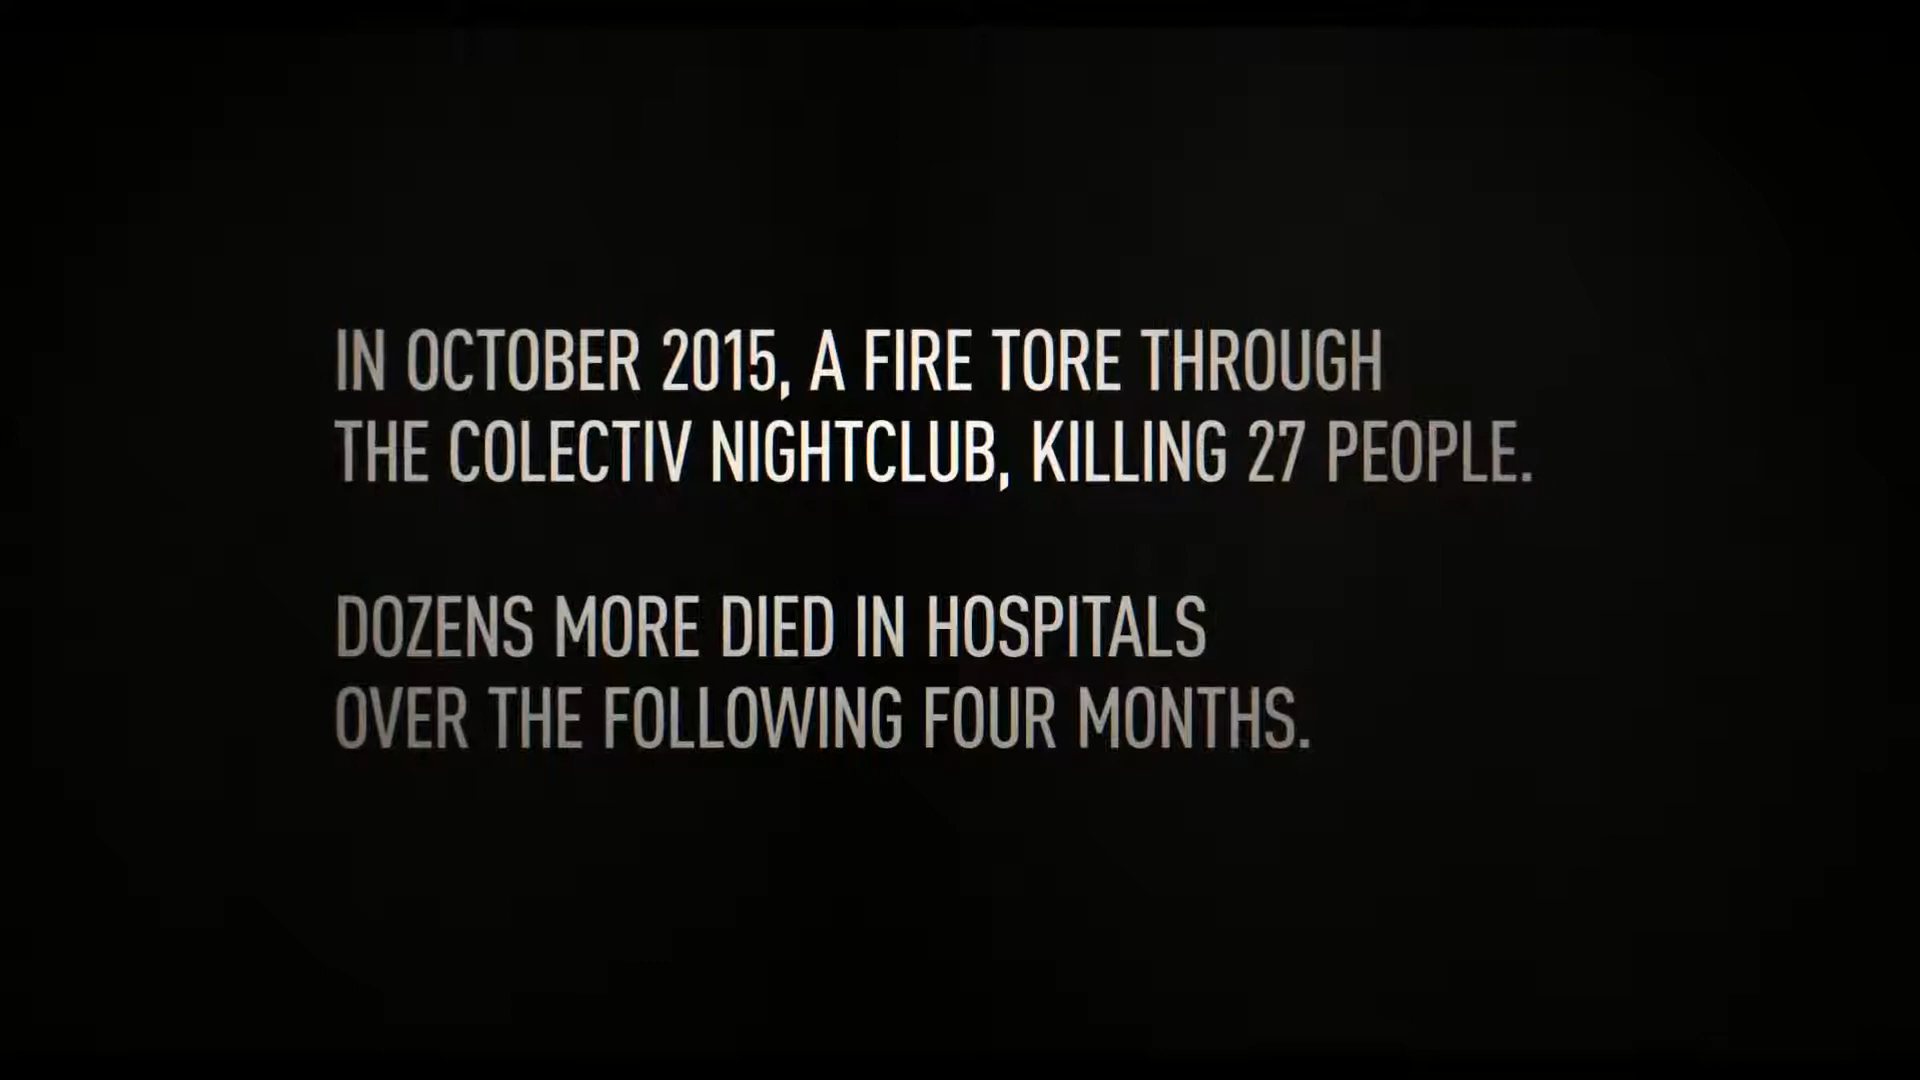 IN OCTOBER 2015, A FIRE TORE THROUGH
THE COLECTIV NIGHTCLUB, KILLING 27 PEOPLE.
DOZENS MORE DIED IN HOSPITALS
OVER THE FOLLOWING FOUR MONTHS.